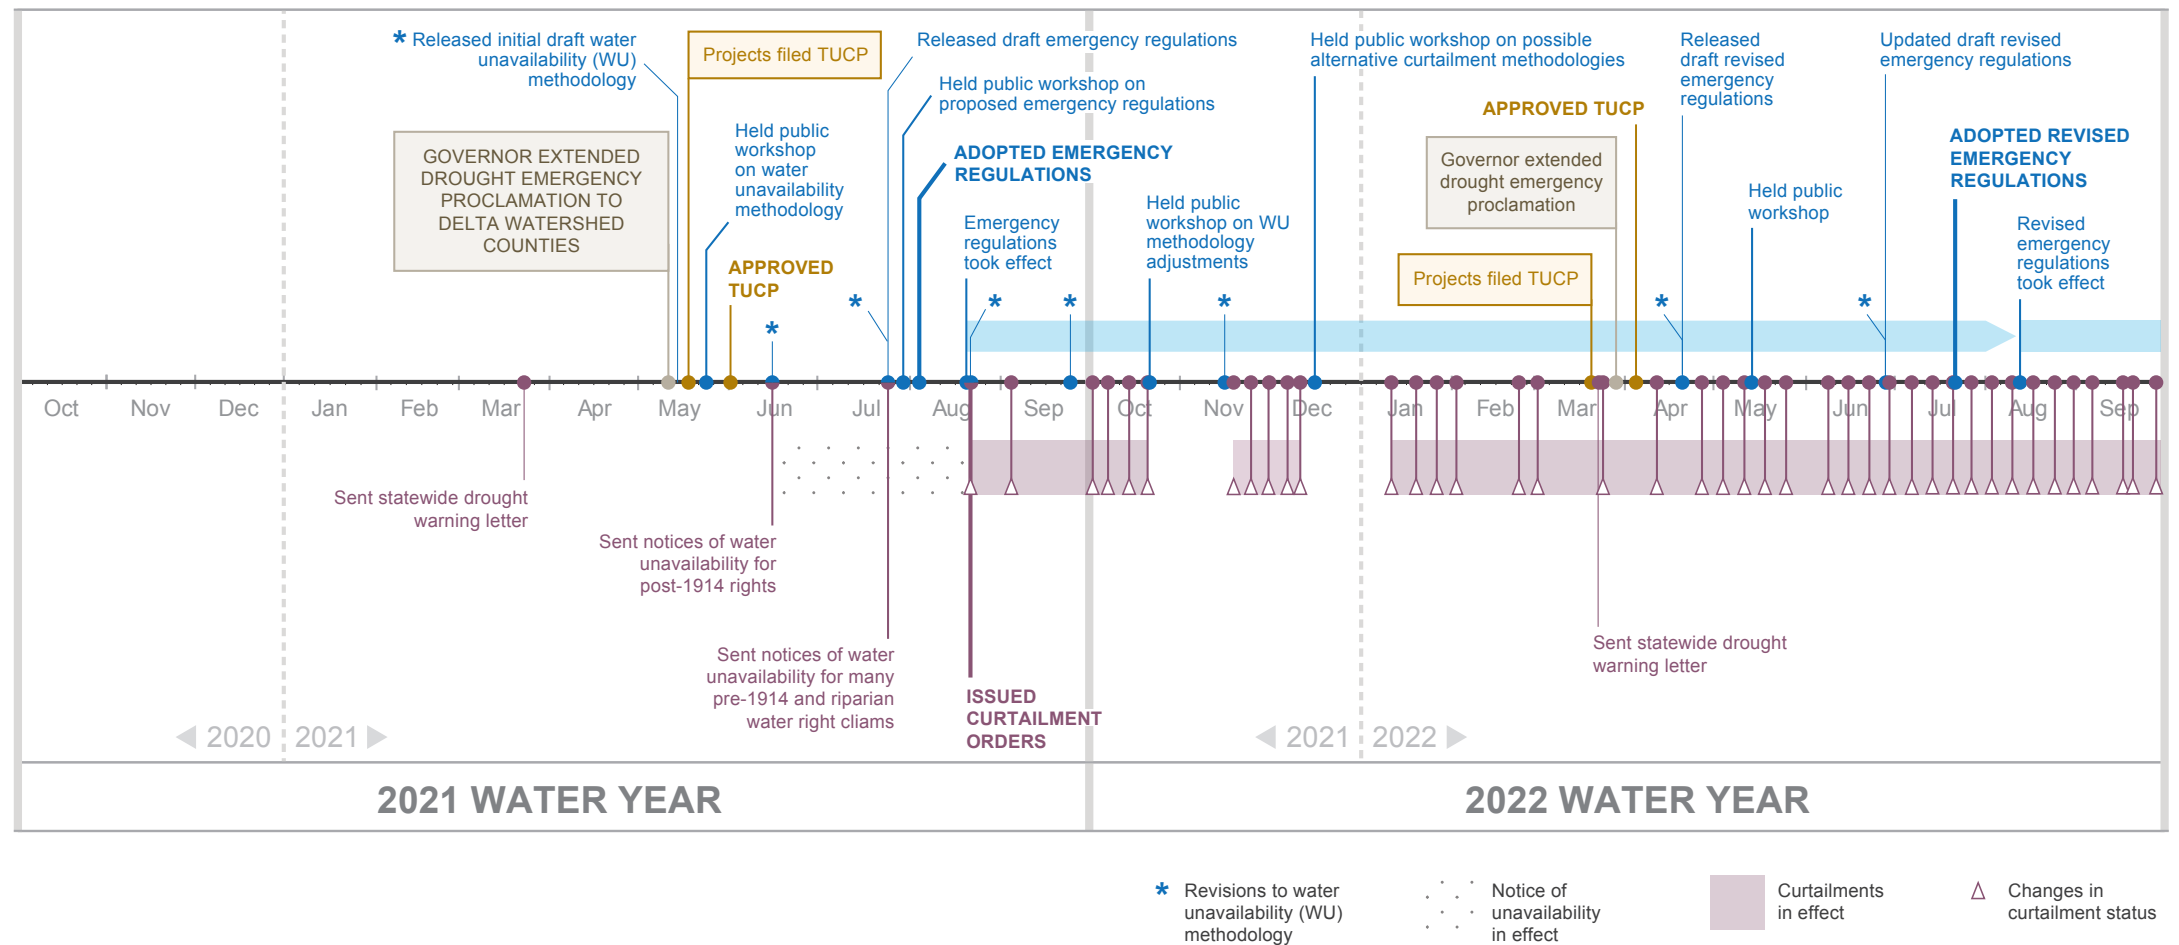 * Released initial draft water
unavailability (WU)
methodology
Projects filed TUCP
Released draft emergency regulations
Held public workshop on
proposed emergency regulations
Held public workshop on possible
alternative curtailment methodologies
Released
draft revised
emergency
regulations
Updated draft revised
emergency regulations
GOVERNOR EXTENDED
DROUGHT EMERGENCY
PROCLAMATION TO
DELTA WATERSHED
COUNTIES
Held public
workshop
on water
unavailability
methodology
ADOPTED EMERGENCY
REGULATIONS
APPROVED TUCP
Governor extended
drought emergency
proclamation
ADOPTED REVISED
EMERGENCY
REGULATIONS
Held public
workshop
APPROVED
TUCP
Emergency
regulations
took effect
Held public
workshop on WU
methodology
adjustments
Projects filed TUCP
Revised
emergency
regulations
took effect
* * * * * * *
Oct Nov Dec Jan Feb Mar Apr May Jun Jul Aug Sep Oct Nov Dec Jan Feb Mar Apr May Jun Jul Aug Sep
Sent statewide drought
warning letter
Sent notices of water
unavailability for
post-1914 rights
Sent notices of water
unavailability for many
pre-1914 and riparian
water right cliams
ISSUED
CURTAILMENT
ORDERS
Sent statewide drought
warning letter
2020 2021
2021 2022
2021 WATER YEAR
2022 WATER YEAR
* Revisions to water
unavailability (WU)
methodology
Notice of
unavailability
in effect
Curtailments
in effect
Changes in
curtailment status